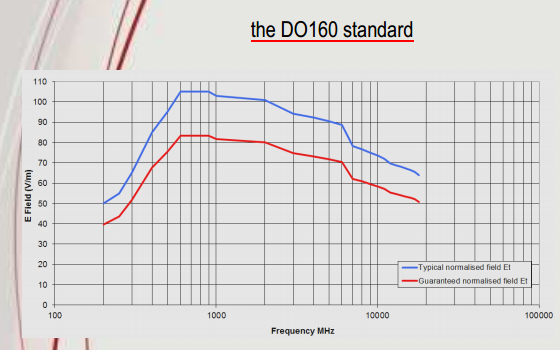 the DO160 standard
110
100
90
80
70
60
50
40
30
20
10
0
E Field (V/m)
Typical normalised field Et
Guaranteed normalised field Et
100 1000 10000 100000
Frequency MHz